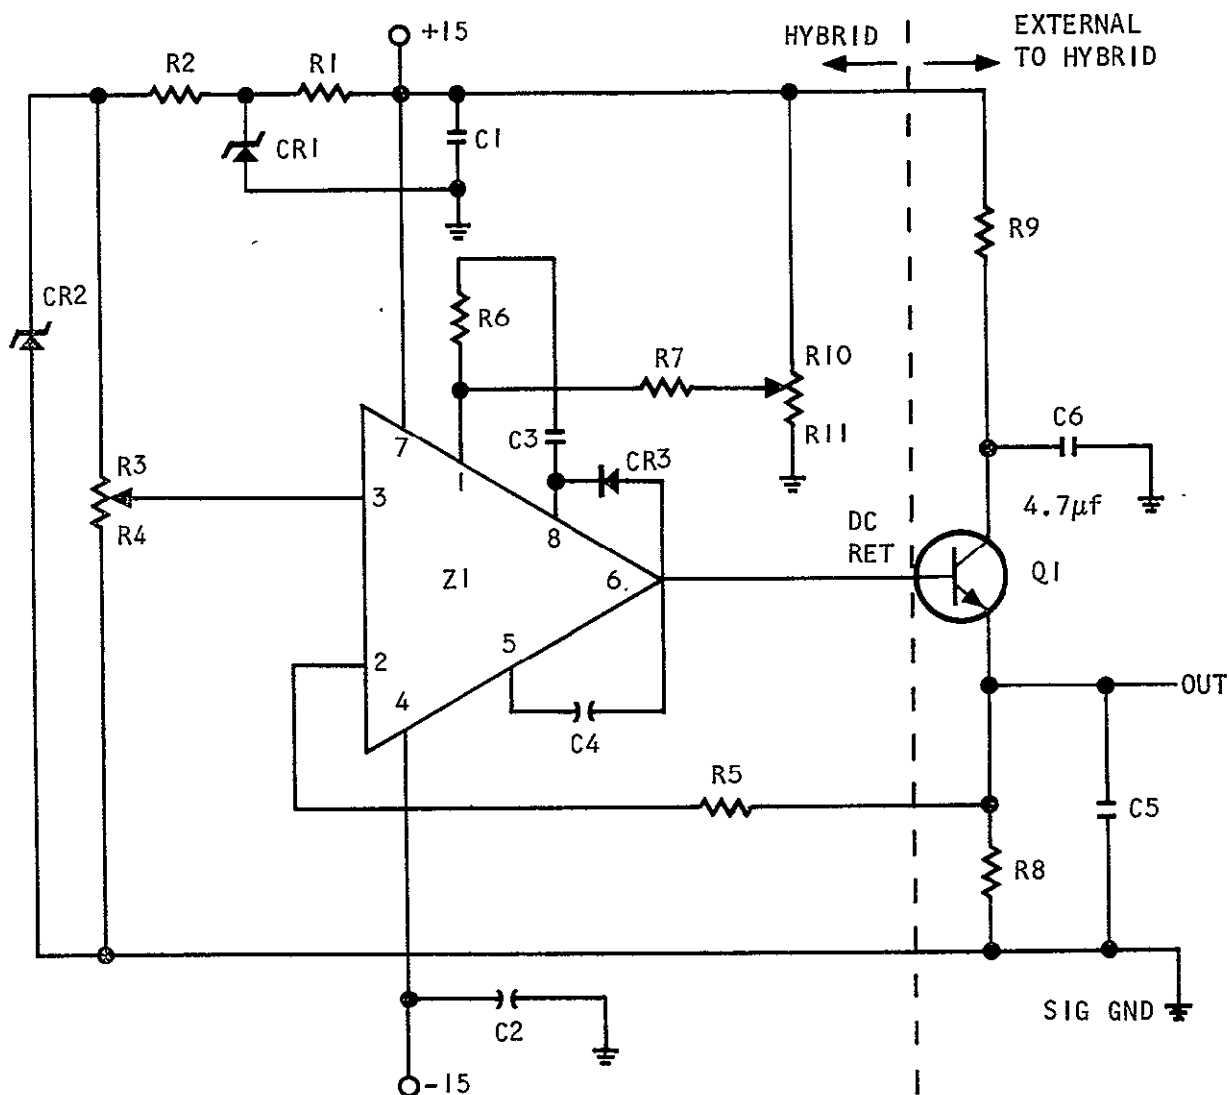 +15
HYBRID
EXTERNAL
TO HYBRID
R2
R1
CR1
C1
R9
CR2
R6
R7
R10
R11
C3
CR3
C6
4.7μf
7
1
8
R3
R4
3
DC
RET
Q1
Z1
6
5
2
4
OUT
C4
R5
C5
R8
C2
SIG GND
-15